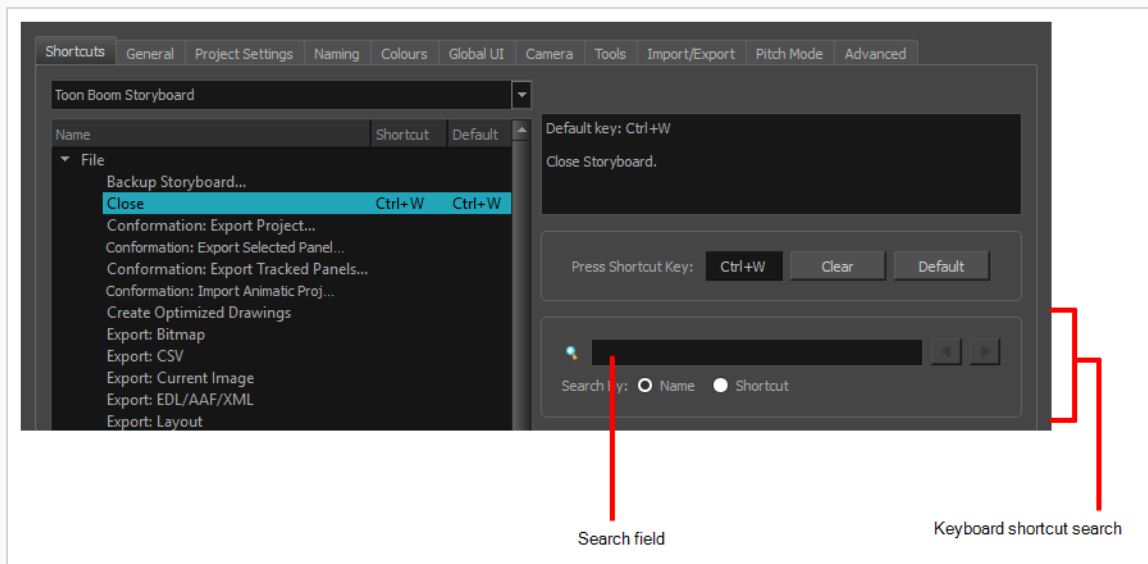 Shortcuts General Project Settings Naming Colours Global UI Camera Tools Import/Export Pitch Mode Advanced
Toon Boom Storyboard
Name Shortcut Default
File
Backup Storyboard...
Close Ctrl+W Ctrl+W
Conformation: Export Project...
Conformation: Export Selected Panel...
Conformation: Export Tracked Panels...
Conformation: Import Animatic Proj...
Create Optimized Drawings
Export: Bitmap
Export: CSV
Export: Current Image
Export: EDL/AAF/XML
Export: Layout
Default key: Ctrl+W
Close Storyboard.
Press Shortcut Key: Ctrl+W Clear Default
Search By: Name Shortcut
Search field
Keyboard shortcut search